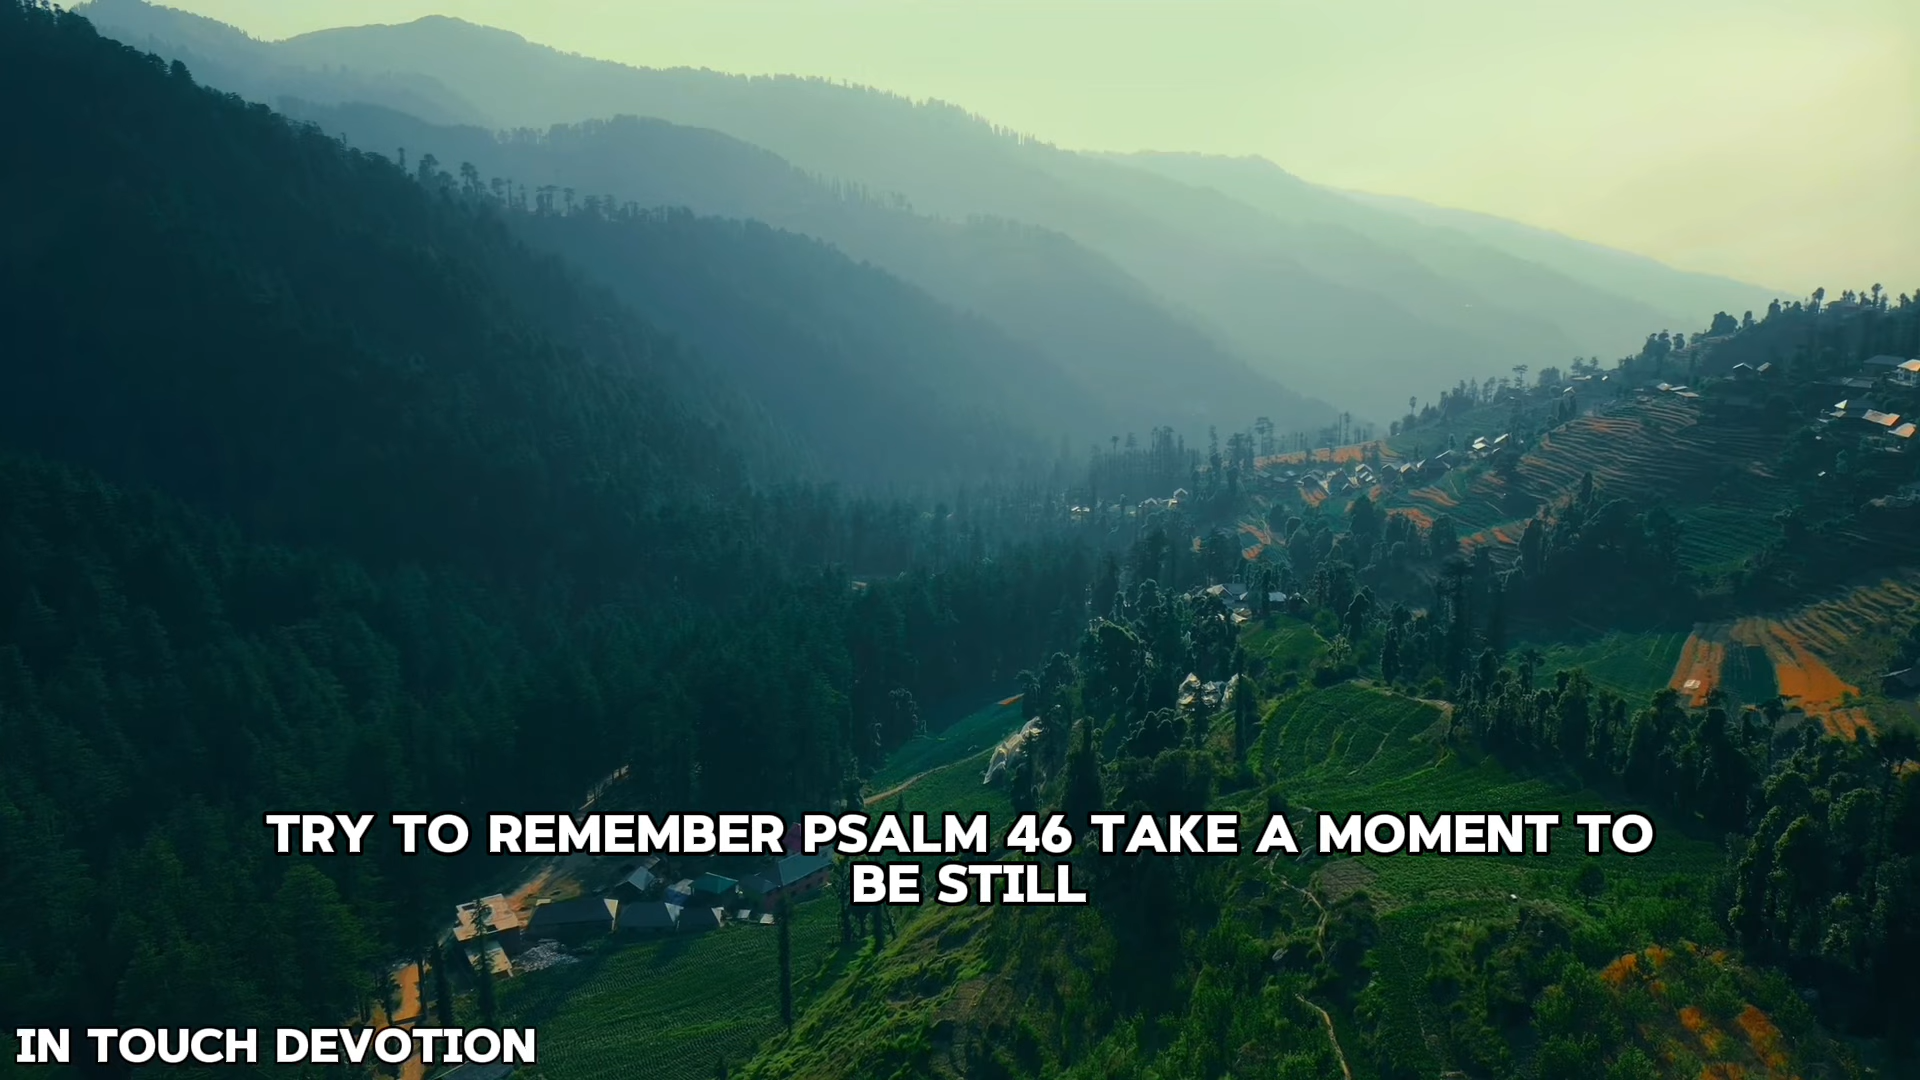 TRY TO REMEMBER PSALM 46 TAKE A MOMENT TO
BE STILL
IN TOUCH DEVOTION